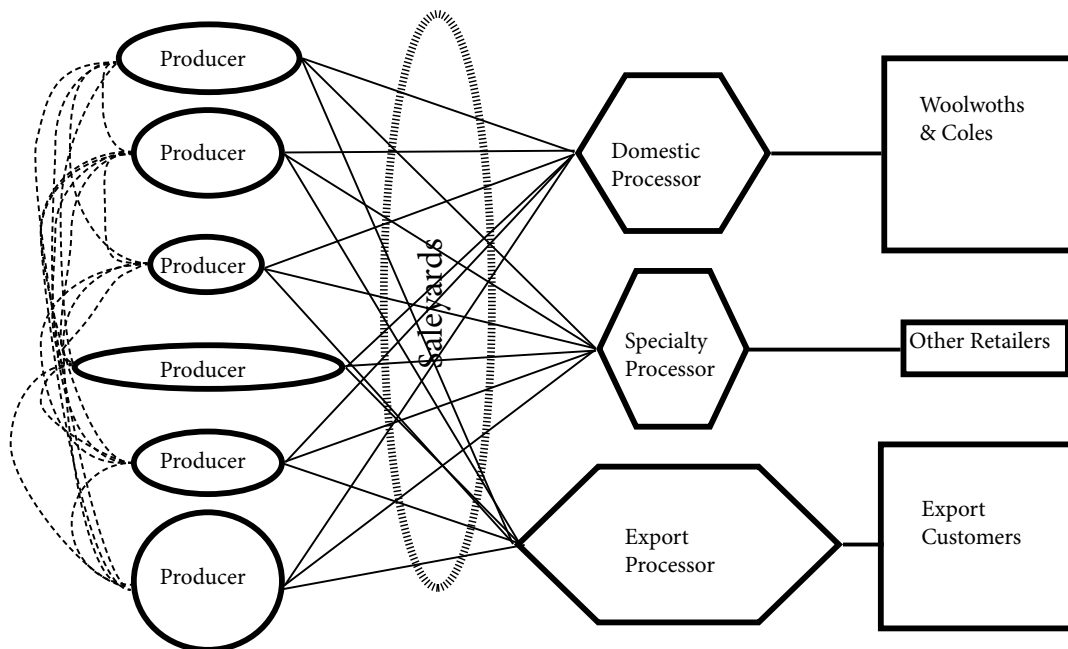 Producer
Producer
Producer
Producer
Producer
Producer
Saleyards
Domestic
Processor
Specialty
Processor
Export
Processor
Woolwoths
& Coles
Other Retailers
Export
Customers